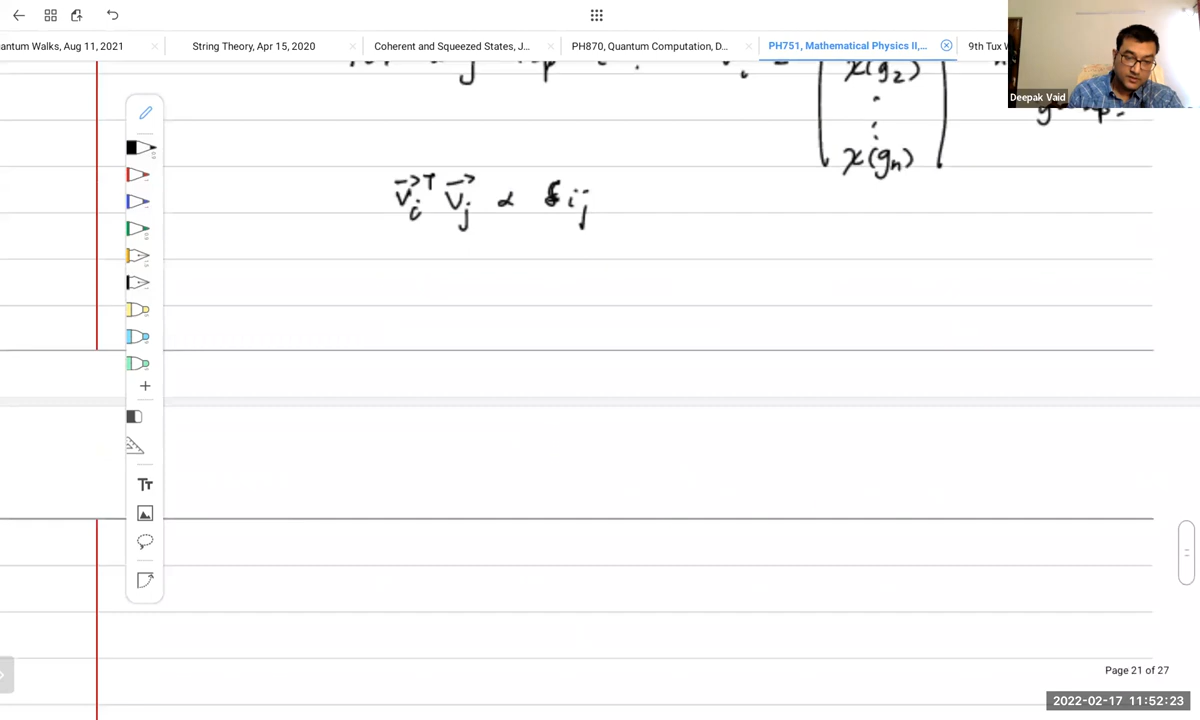 antum Walks, Aug 11, 2021 × String Theory, Apr 15, 2020 × Coherent and Squeezed States, J... × PH870, Quantum Computation, D... × PH751, Mathematical Physics II,... 9th Tux W
χ(g₂)
Deepak Vaid
χ(gₙ)
v⃗ᵢᵀ v⃗ⱼ ∝ δᵢⱼ
Tт
Page 21 of 27
2022-02-17 11:52:23